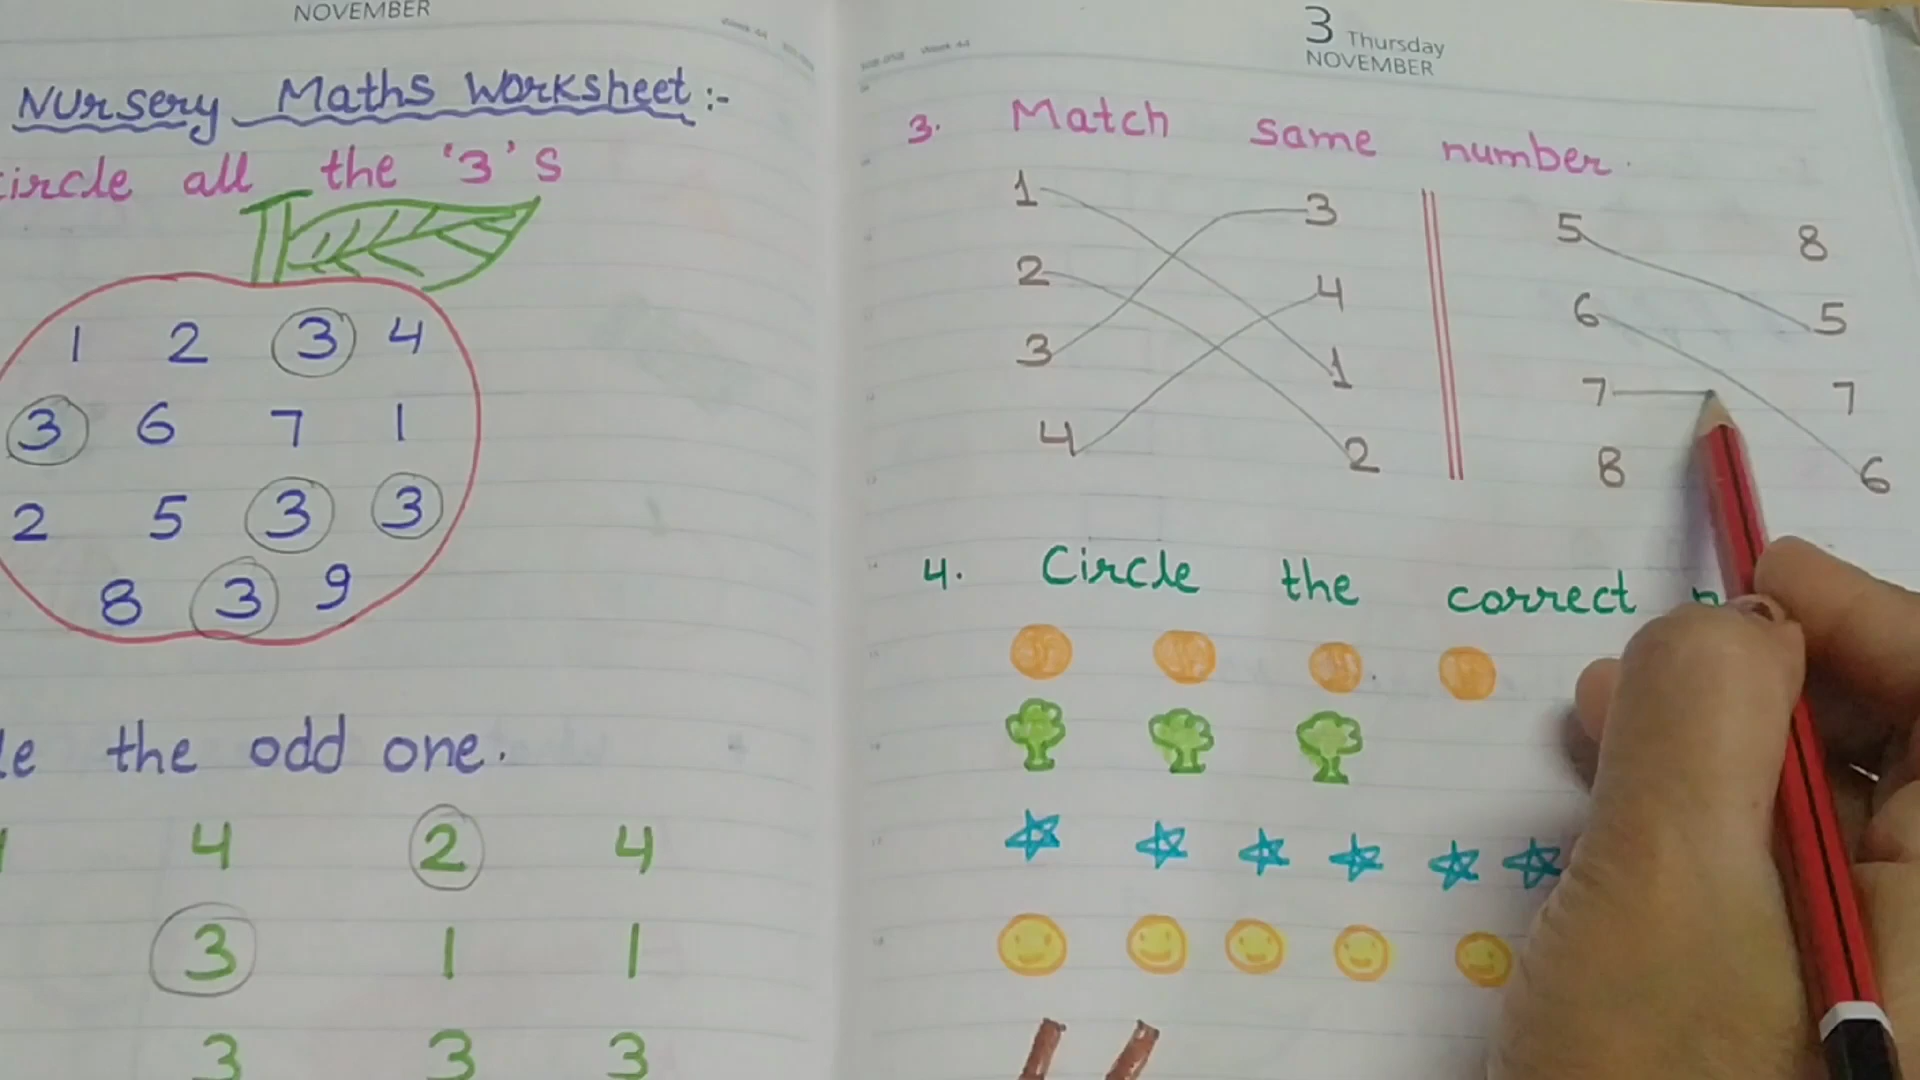 NOVEMBER
Nursery Maths Worksheet :-
circle all the '3' s
1 2 3 4
3 6 7 1
2 5 3 3
8 3 9
the odd one.
4 2 4
3 1 1
3 3 3
3 Thursday
NOVEMBER
Week 44
3. Match same number.
1 3 5 8
2 4 6 5
3 1 7 7
4 2 8 6
4. Circle the correct